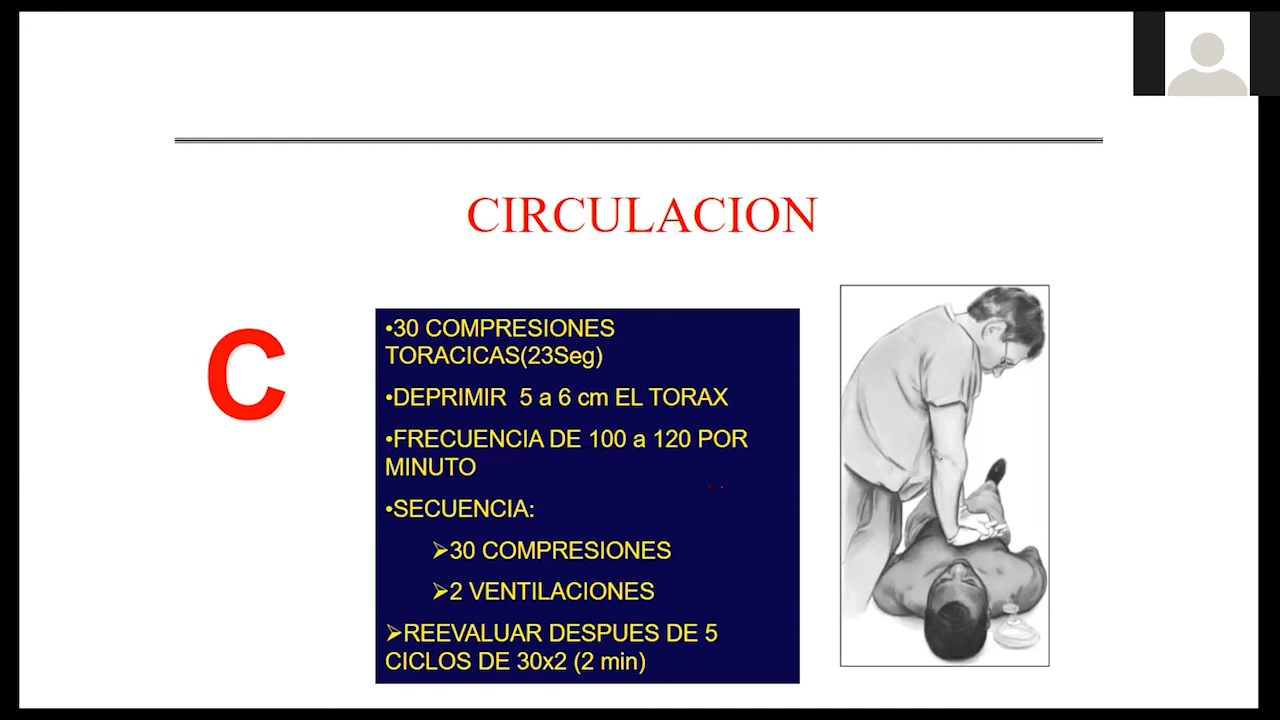 CIRCULACION
C
•30 COMPRESIONES
TORACICAS(23Seg)
•DEPRIMIR 5 a 6 cm EL TORAX
•FRECUENCIA DE 100 a 120 POR
MINUTO
•SECUENCIA:
➢30 COMPRESIONES
➢2 VENTILACIONES
➢REEVALUAR DESPUES DE 5
CICLOS DE 30x2 (2 min)